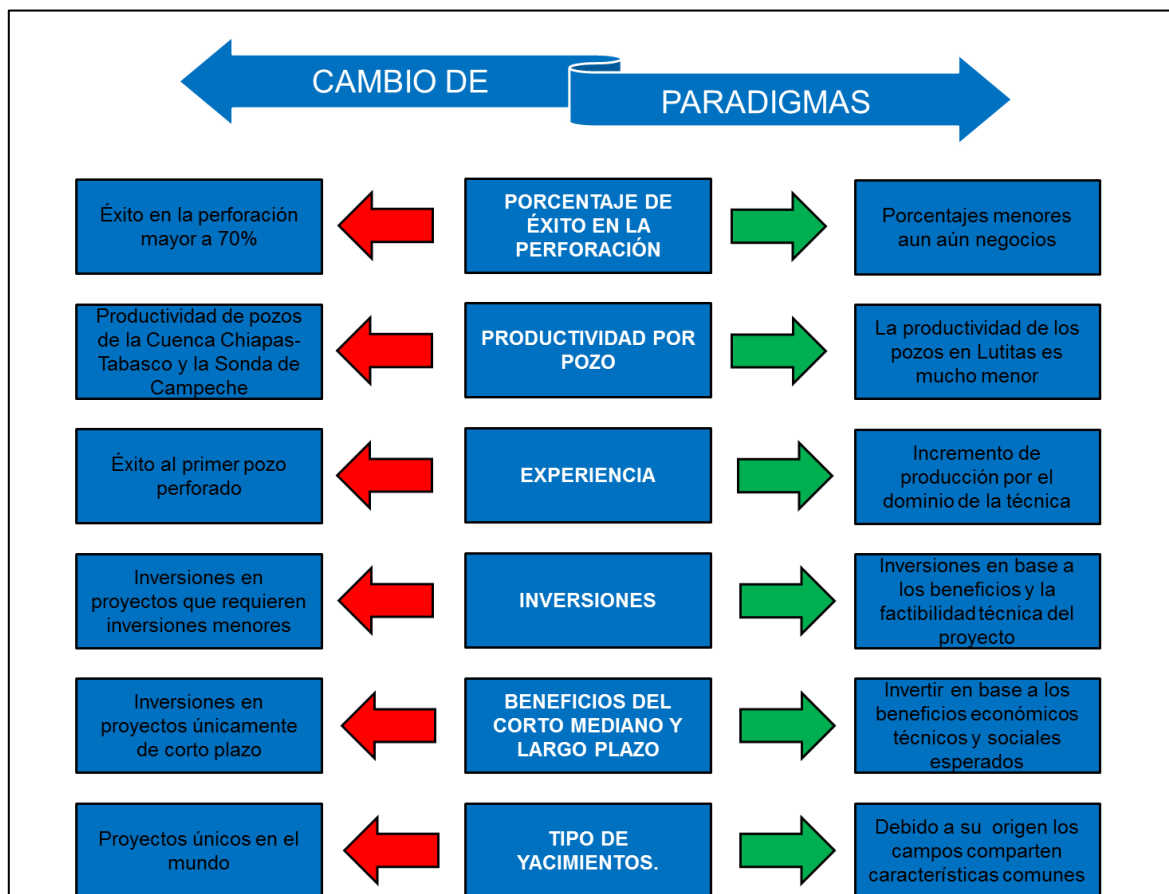 CAMBIO DE
PARADIGMAS
Éxito en la perforación
mayor a 70%
PORCENTAJE DE
ÉXITO EN LA
PERFORACIÓN
Porcentajes menores
aun aún negocios
Productividad de pozos
de la Cuenca Chiapas-
Tabasco y la Sonda de
Campeche
PRODUCTIVIDAD POR
POZO
La productividad de los
pozos en Lutitas es
mucho menor
Éxito al primer pozo
perforado
EXPERIENCIA
Incremento de
producción por el
dominio de la técnica
Inversiones en
proyectos que requieren
inversiones menores
INVERSIONES
Inversiones en base a
los beneficios y la
factibilidad técnica del
proyecto
Inversiones en
proyectos únicamente
de corto plazo
BENEFICIOS DEL
CORTO MEDIANO Y
LARGO PLAZO
Invertir en base a los
beneficios económicos
técnicos y sociales
esperados
Proyectos únicos en el
mundo
TIPO DE
YACIMIENTOS.
Debido a su origen los
campos comparten
características comunes